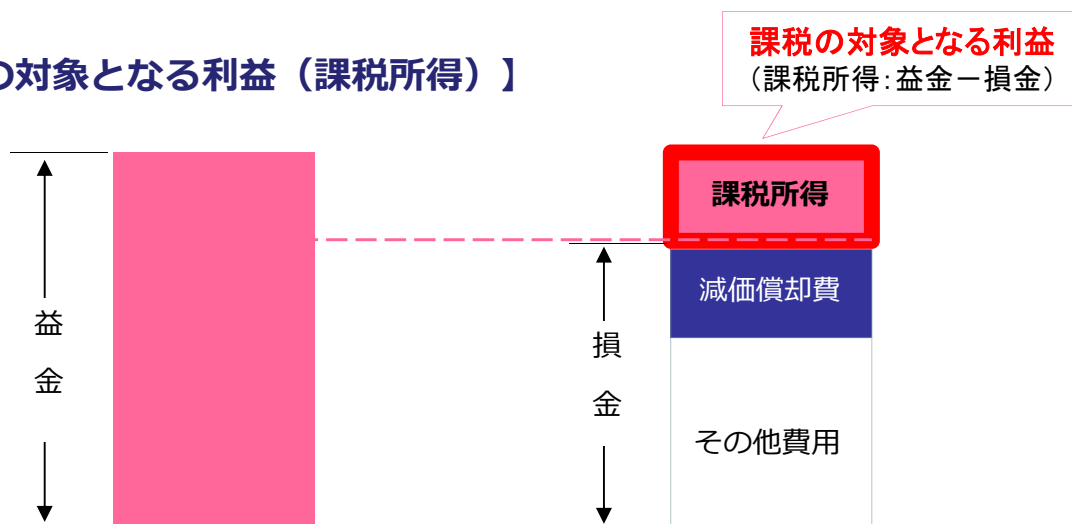 課税の対象となる利益
（課税所得：益金－損金）
の対象となる利益（課税所得）】
課税所得
減価償却費
益金
損金
その他費用